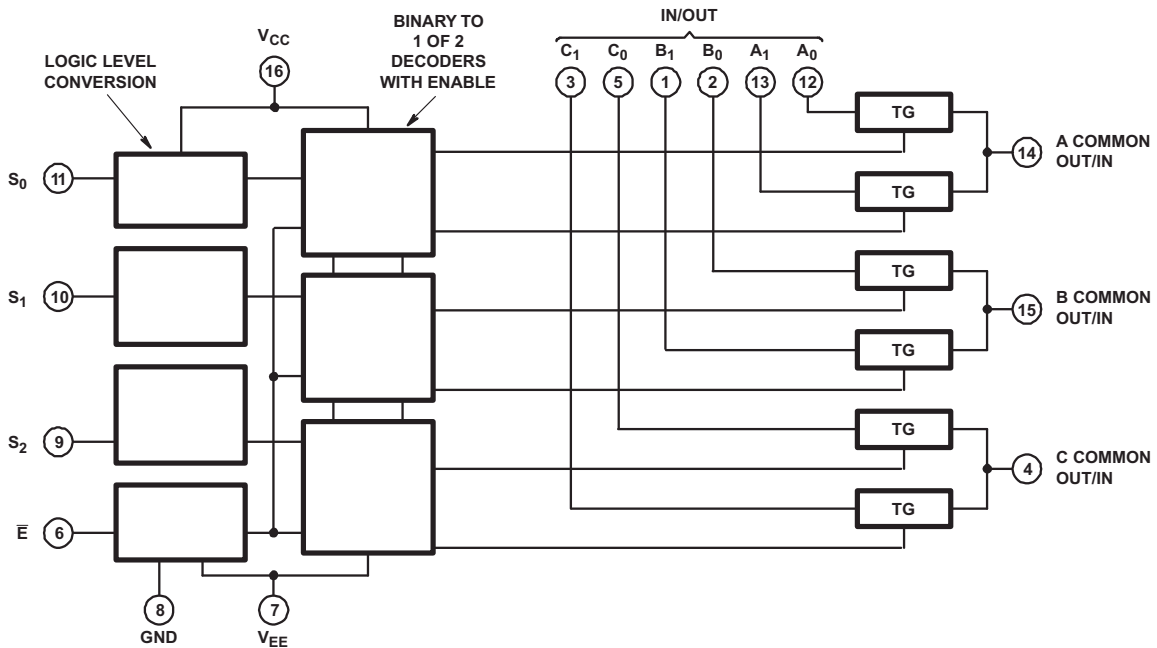 IN/OUT
BINARY TO
1 OF 2
DECODERS
WITH ENABLE
LOGIC LEVEL
CONVERSION
V_CC
16
C₁ C₀ B₁ B₀ A₁ A₀
3 5 1 2 13 12
TG
TG
14 A COMMON
OUT/IN
S₀ 11
TG
TG
15 B COMMON
OUT/IN
S₁ 10
TG
TG
4 C COMMON
OUT/IN
S₂ 9
E̅ 6
8
GND
7
V_EE